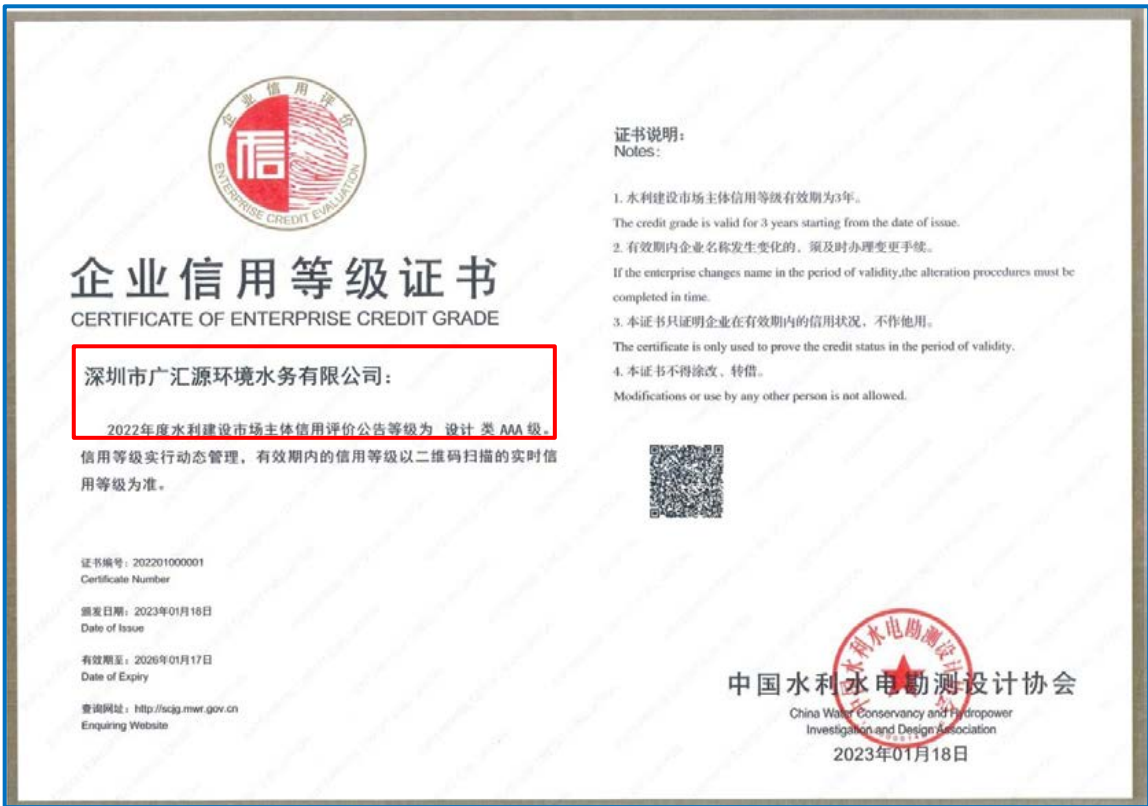 企业信用评价
ENTERPRISE CREDIT EVALUATION
信
企业信用等级证书
CERTIFICATE OF ENTERPRISE CREDIT GRADE
深圳市广汇源环境水务有限公司：
2022年度水利建设市场主体信用评价公告等级为 设计 类 AAA 级。
信用等级实行动态管理，有效期内的信用等级以二维码扫描的实时信
用等级为准。
证书编号：202201000001
Certificate Number
颁发日期：2023年01月18日
Date of Issue
有效期至：2026年01月17日
Date of Expiry
查询网址：http://scjg.mwr.gov.cn
Enquiring Website
证书说明：
Notes：
1. 水利建设市场主体信用等级有效期为3年。
The credit grade is valid for 3 years starting from the date of issue.
2. 有效期内企业名称发生变化的，须及时办理变更手续。
If the enterprise changes name in the period of validity,the alteration procedures must be
completed in time.
3. 本证书只证明企业在有效期内的信用状况，不作他用。
The certificate is only used to prove the credit status in the period of validity.
4. 本证书不得涂改、转借。
Modifications or use by any other person is not allowed.
中国水利水电勘测设计协会
中国水利水电勘测设计协会
China Water Conservancy and Hydropower
Investigation and Design Association
2023年01月18日